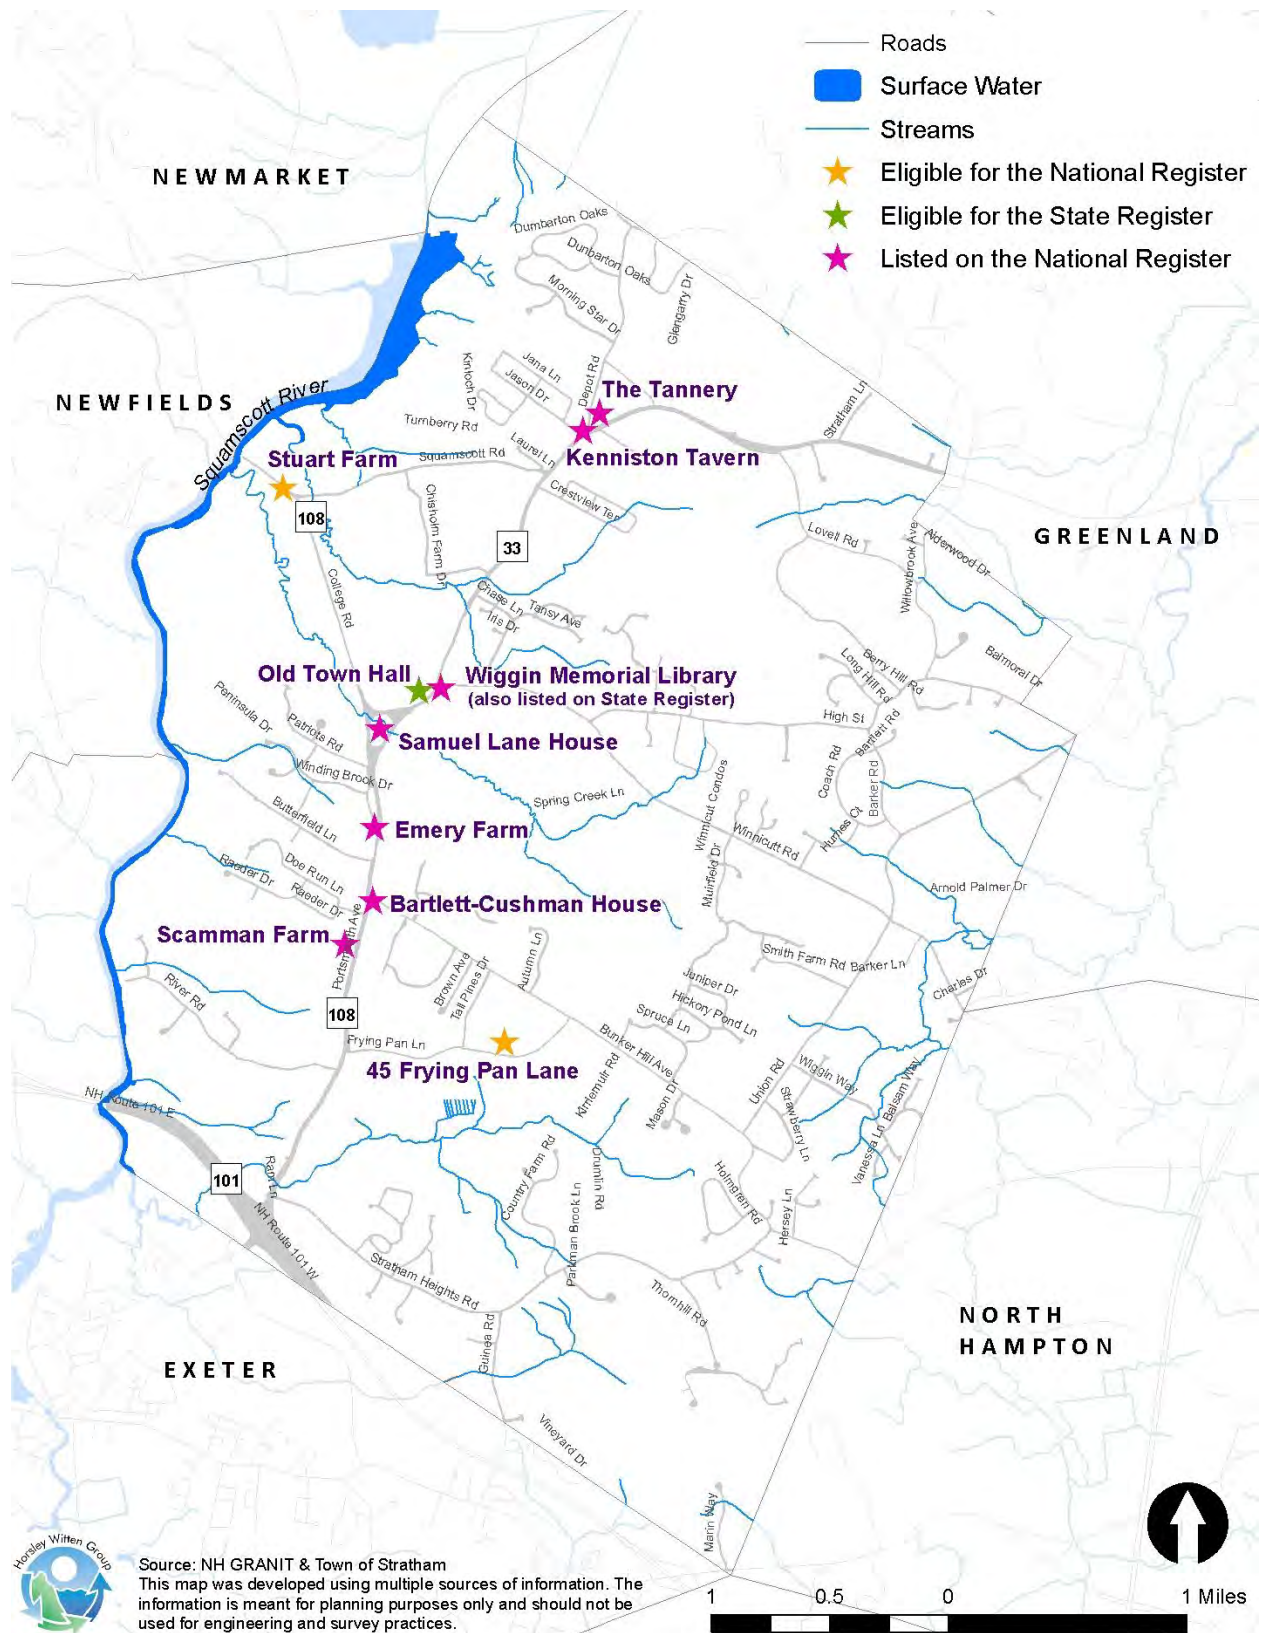 Roads
Surface Water
Streams
Eligible for the National Register
Eligible for the State Register
Listed on the National Register
NEWMARKET
Dumbarton Oaks
Dunbarton Oaks
Morning Star Dr
Glengarry Dr
NEWFIELDS
Squamscott River
Kinloch Dr
Jana Ln
Jason Dr
Depot Rd
The Tannery
Stratham Ln
Turnberry Rd
Laurel Ln
Kenniston Tavern
Stuart Farm
Squamscott Rd
Crestview Ter
108
Chisholm Farm Dr
33
Lovell Rd
Willowbrook Ave
Alderwood Dr
GREENLAND
College Rd
Chase Ln
Tansy Ave
Iris Dr
Old Town Hall
Wiggin Memorial Library
(also listed on State Register)
Long Hill Rd
Berry Hill Rd
Balmoral Dr
Peninsula Dr
Patriots Rd
Samuel Lane House
High St
Bartlett Rd
Winding Brook Dr
Coach Rd
Barker Rd
Butterfield Ln
Spring Creek Ln
Winnicut Condos
Emery Farm
Winnicutt Rd
Humes Ct
Doe Run Ln
Raeder Dr
Raeder Dr
Muirfield Dr
Arnold Palmer Dr
Bartlett-Cushman House
Scamman Farm
Portsmouth Ave
Autumn Ln
Smith Farm Rd
Barker Ln
River Rd
Brown Ave
Tall Pines Dr
Juniper Dr
Charles Dr
108
Hickory Pond Ln
Spruce Ln
Frying Pan Ln
Bunker Hill Ave
45 Frying Pan Lane
Kirriemuir Rd
Mason Dr
Union Rd
Wiggin Way
Strawberry Ln
Balsam Way
Vanessa Ln
NH Route 101 E
101
Rapi Ln
Country Farm Rd
Drumlin Rd
Holmgren Rd
Hersey Ln
NH Route 101 W
Parkman Brook Ln
Stratham Heights Rd
Thornhill Rd
Guinea Rd
NORTH
HAMPTON
EXETER
Vineyard Dr
Marin Way
Horsley Witten Group
Source: NH GRANIT & Town of Stratham
This map was developed using multiple sources of information. The
information is meant for planning purposes only and should not be
used for engineering and survey practices.
1 0.5 0 1 Miles